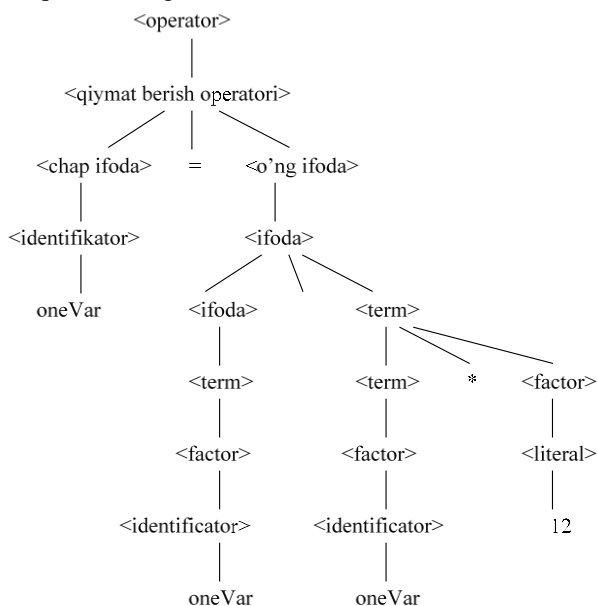 <operator>
<qiymat berish operatori>
<chap ifoda> = <o'ng ifoda>
<identifikator> <ifoda>
oneVar <ifoda> <term>
<term> <term> * <factor>
<factor> <factor> <literal>
<identificator> <identificator> 12
oneVar oneVar